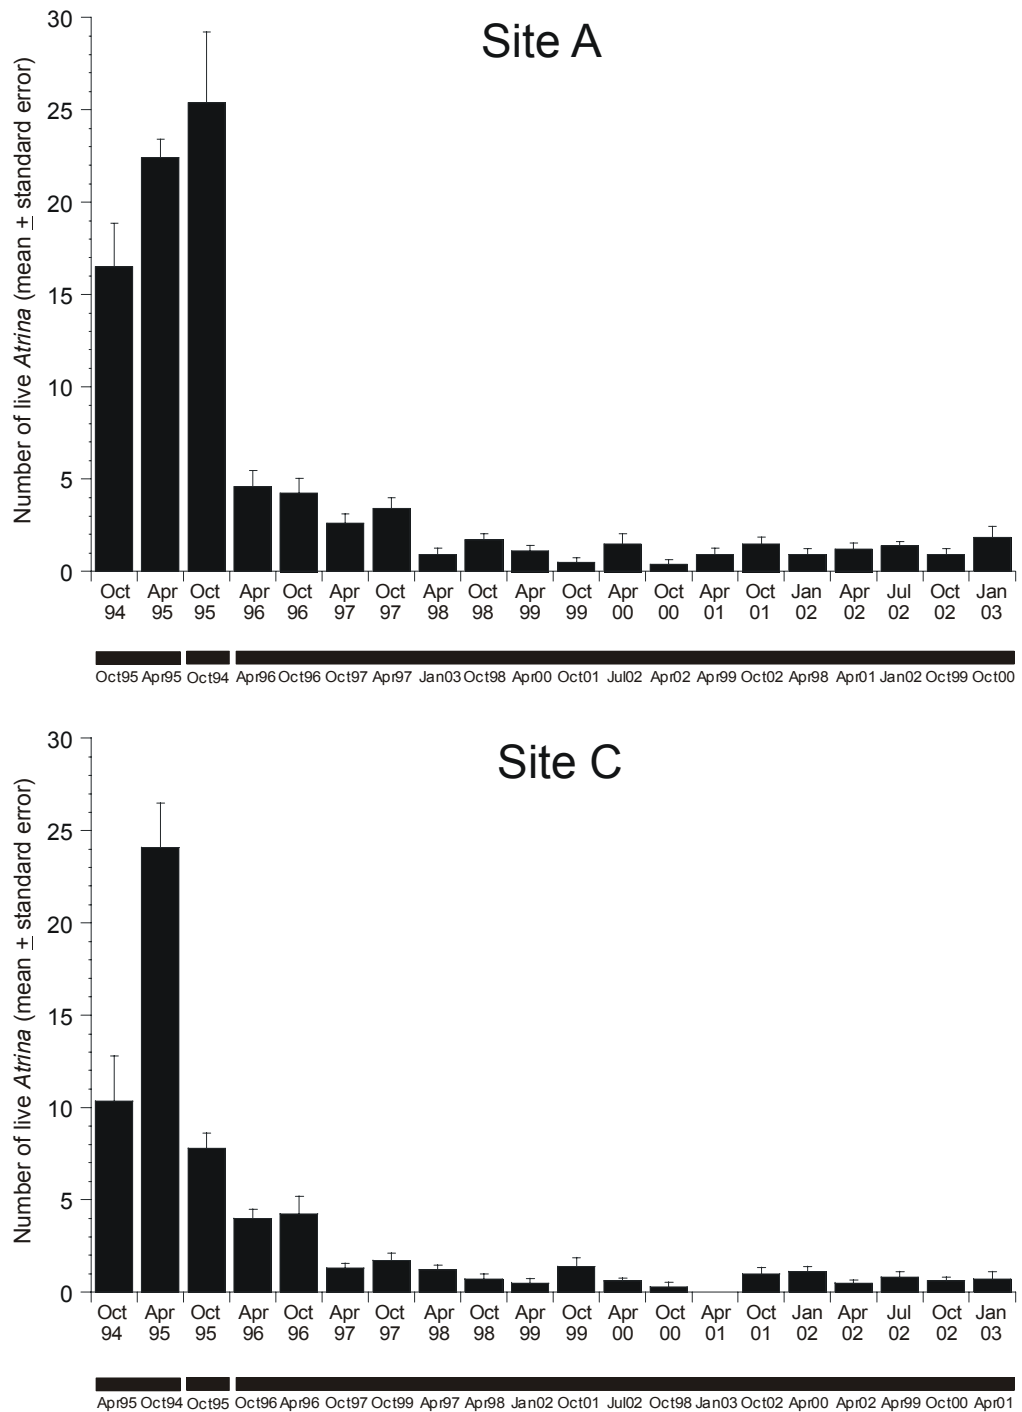 Site A
Number of live Atrina (mean ± standard error)
30
25
20
15
10
5
0
Oct Apr Oct Apr Oct Apr Oct Apr Oct Apr Oct Apr Oct Apr Oct Jan Apr Jul Oct Jan
94 95 95 96 96 97 97 98 98 99 99 00 00 01 01 02 02 02 02 03
Oct95 Apr95 Oct94 Apr96 Oct96 Oct97 Apr97 Jan03 Oct98 Apr00 Oct01 Jul02 Apr02 Apr99 Oct02 Apr98 Apr01 Jan02 Oct99 Oct00
Site C
Number of live Atrina (mean ± standard error)
30
25
20
15
10
5
0
Oct Apr Oct Apr Oct Apr Oct Apr Oct Apr Oct Apr Oct Apr Oct Jan Apr Jul Oct Jan
94 95 95 96 96 97 97 98 98 99 99 00 00 01 01 02 02 02 02 03
Apr95 Oct94 Oct95 Oct96 Apr96 Oct97 Oct99 Apr97 Apr98 Jan02 Oct01 Jul02 Oct98 Jan03 Oct02 Apr00 Apr02 Apr99 Oct00 Apr01